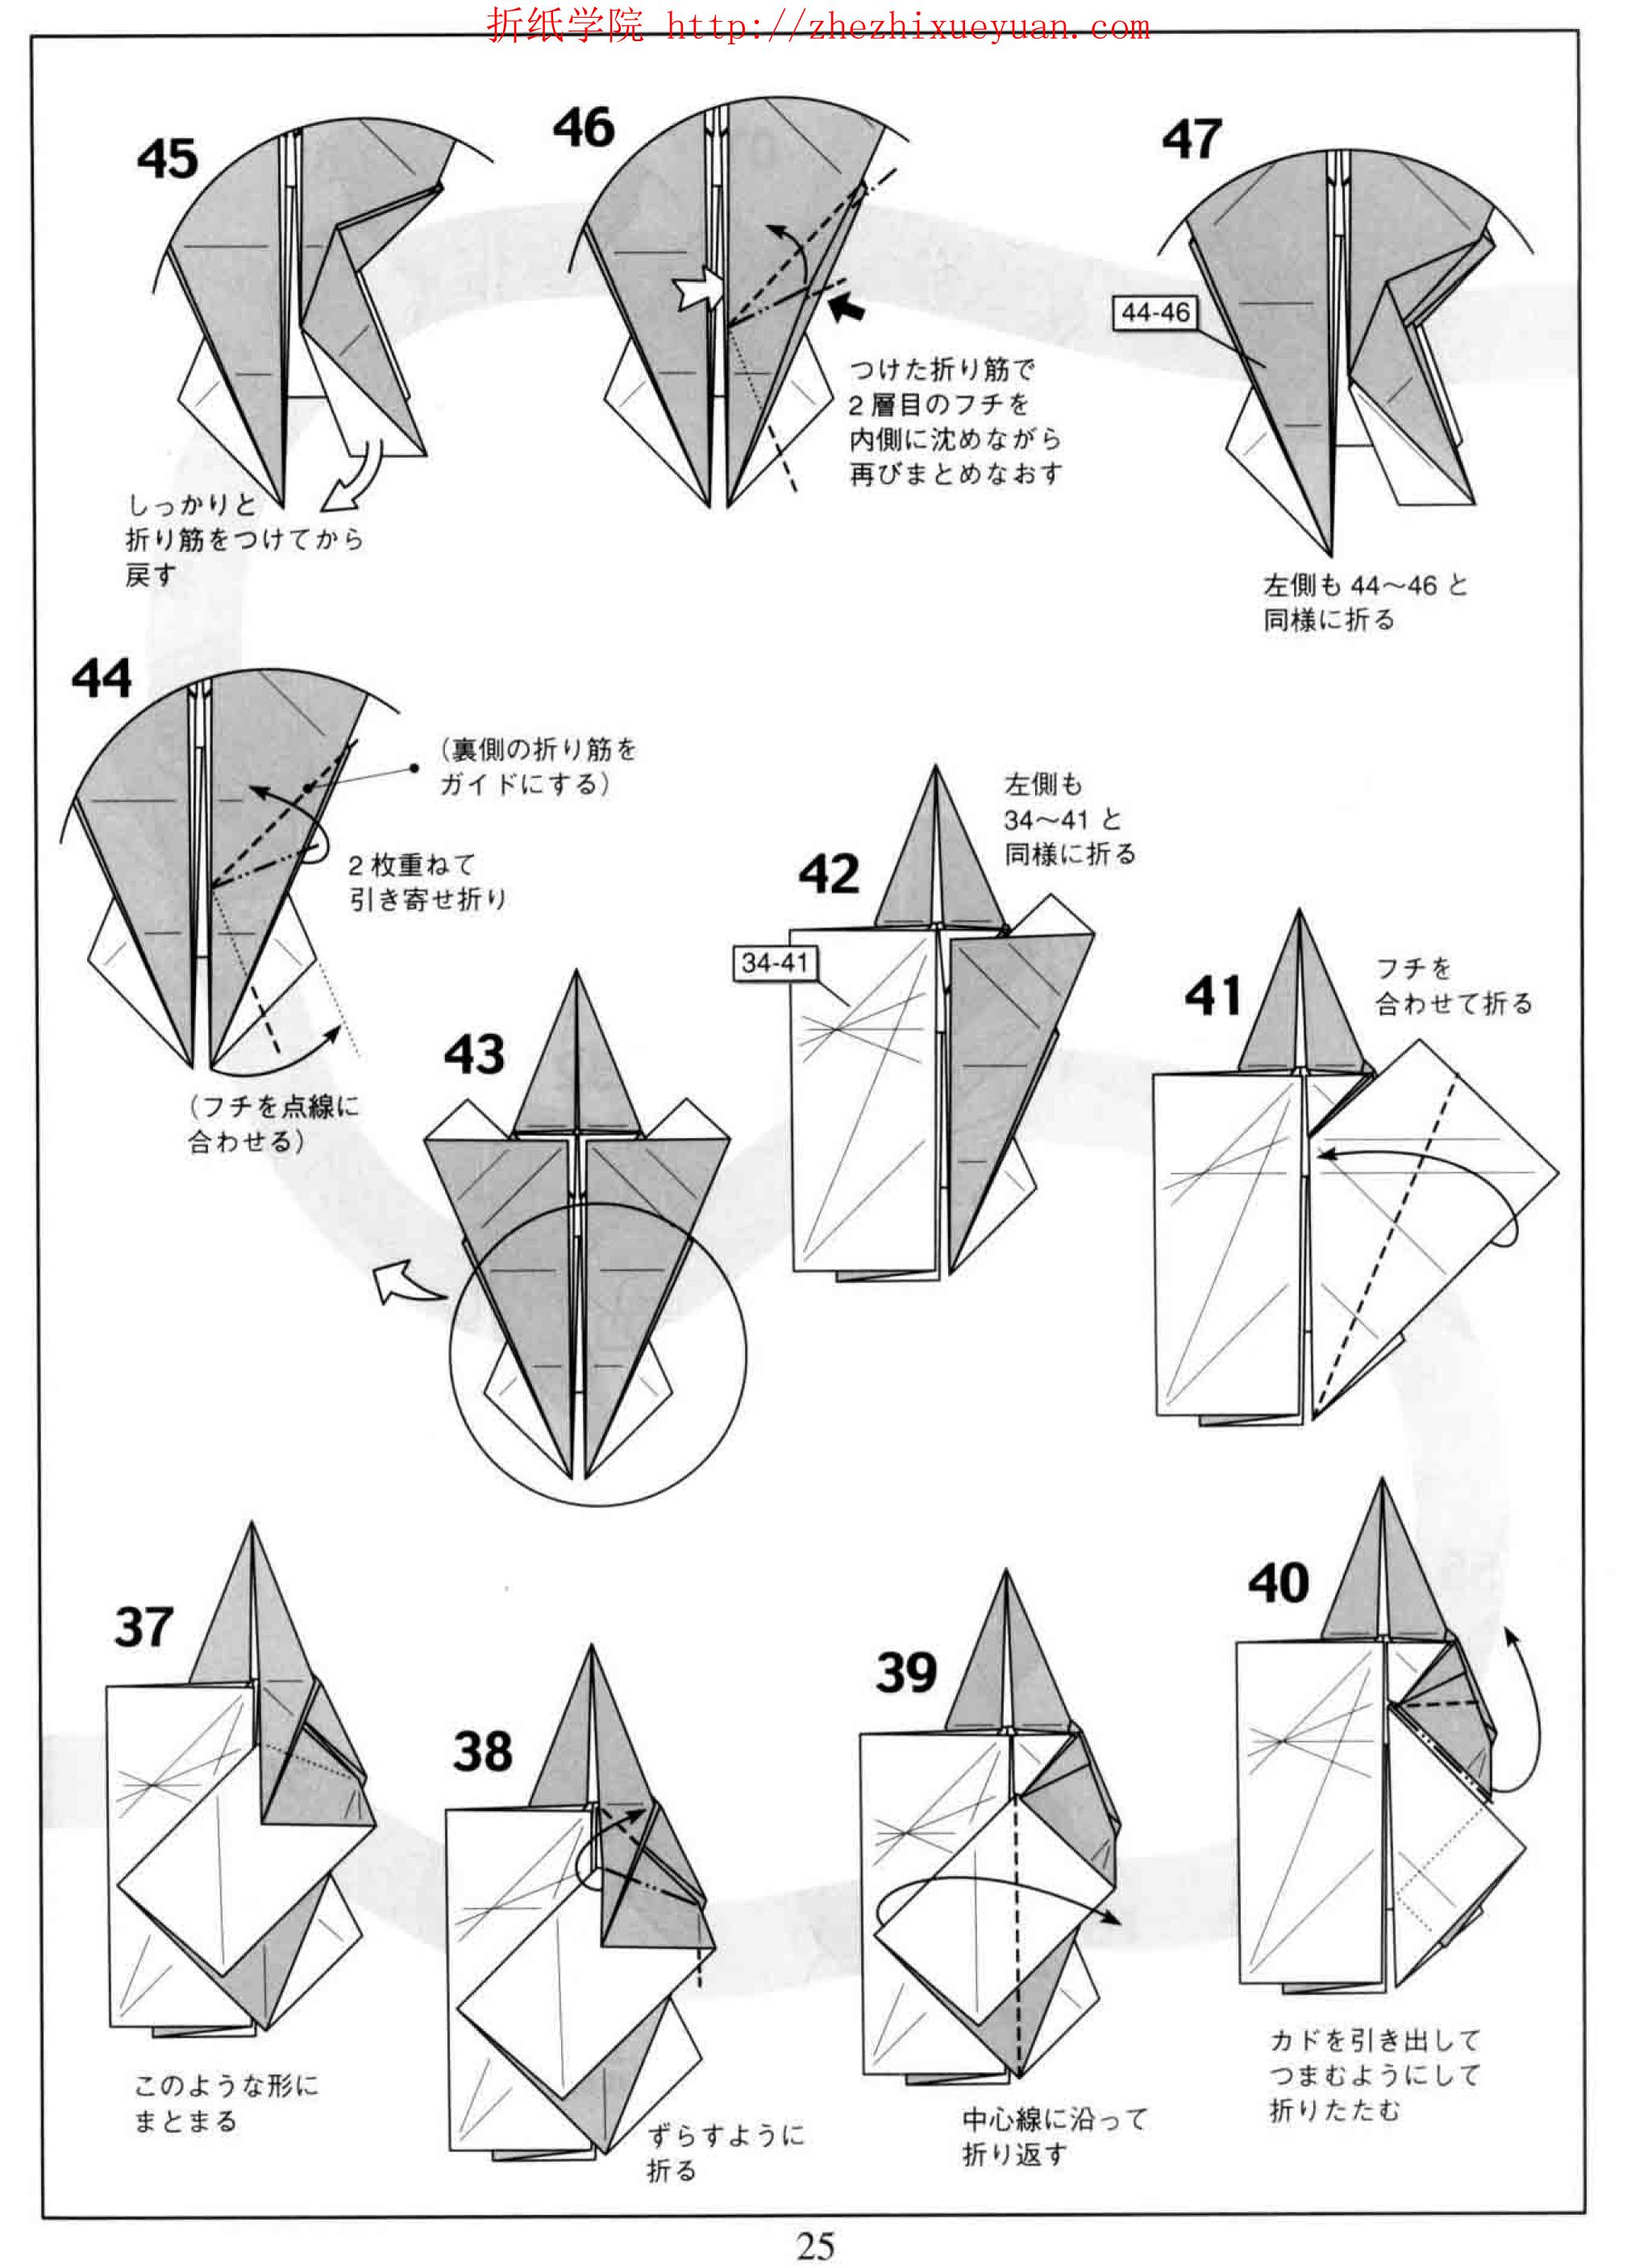 折纸学院 http://zhezhixueyuan.com
45
しっかりと
折り筋をつけてから
戻す
46
つけた折り筋で
2層目のフチを
内側に沈めながら
再びまとめなおす
47
44-46
左側も 44〜46 と
同様に折る
44
(裏側の折り筋を
ガイドにする)
2枚重ねて
引き寄せ折り
(フチを点線に
合わせる)
43
42
左側も
34〜41 と
同様に折る
34-41
41
フチを
合わせて折る
37
このような形に
まとまる
38
ずらすように
折る
39
中心線に沿って
折り返す
40
カドを引き出して
つまむようにして
折りたたむ
25